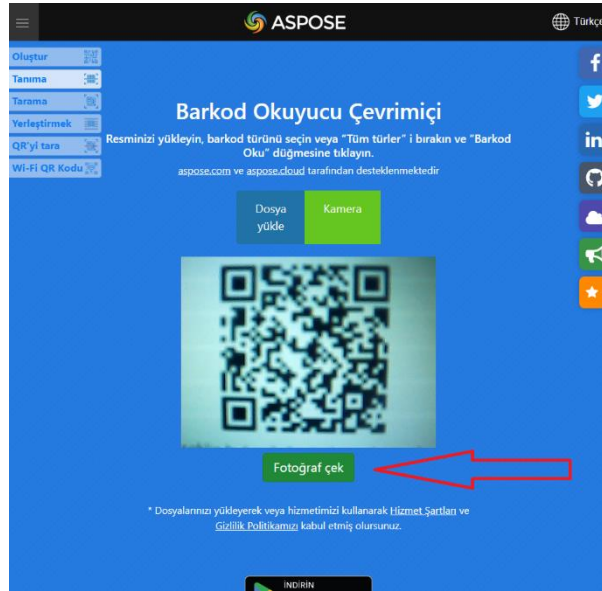 ASPOSE
Türkçe
Oluştur
Tanıma
Tarama
Yerleştirmek
QR'yi tara
Wi-Fi QR Kodu
Barkod Okuyucu Çevrimiçi
Resminizi yükleyin, barkod türünü seçin veya "Tüm türler" i bırakın ve "Barkod
Oku" düğmesine tıklayın.
aspose.com ve aspose.cloud tarafından desteklenmektedir
Dosya
yükle
Kamera
Fotoğraf çek
* Dosyalarınızı yükleyerek veya hizmetimizi kullanarak Hizmet Şartları ve
Gizlilik Politikamızı kabul etmiş olursunuz.
İNDİRİN